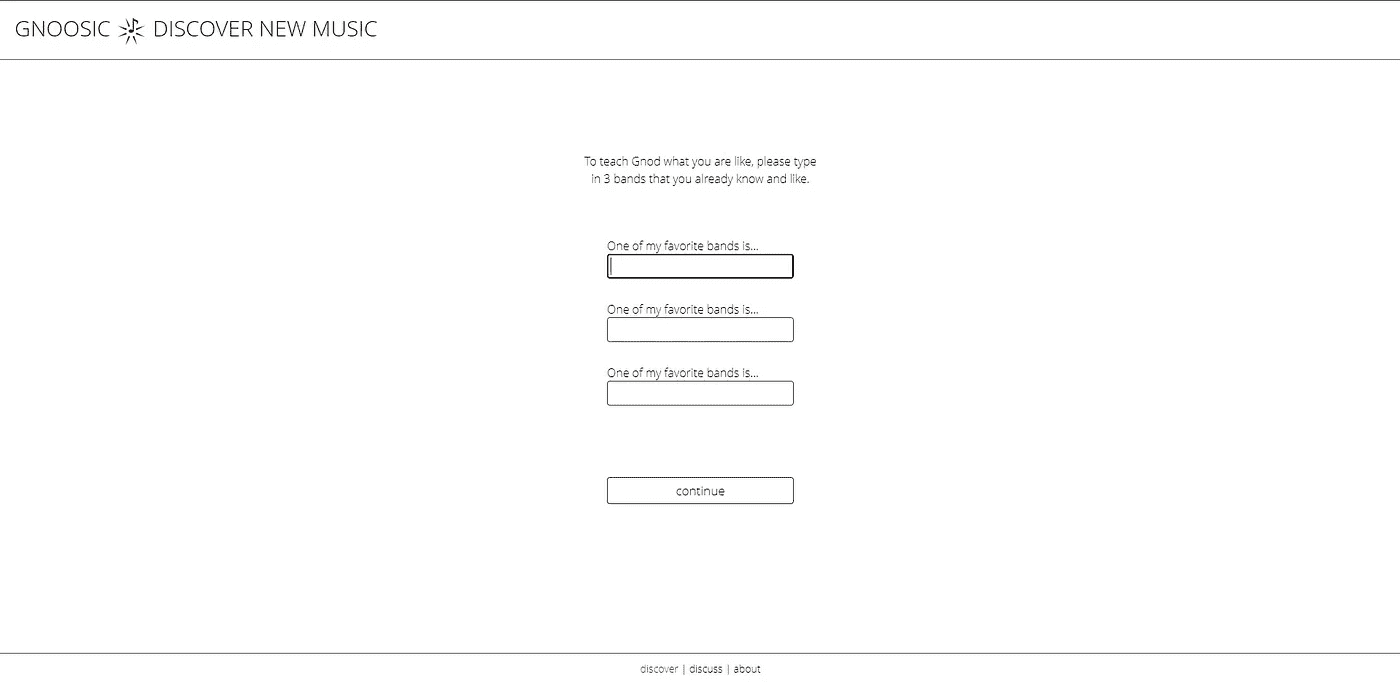 GNOOSIC DISCOVER NEW MUSIC
To teach Gnod what you are like, please type
in 3 bands that you already know and like.
One of my favorite bands is...
One of my favorite bands is...
One of my favorite bands is...
continue
discover | discuss | about